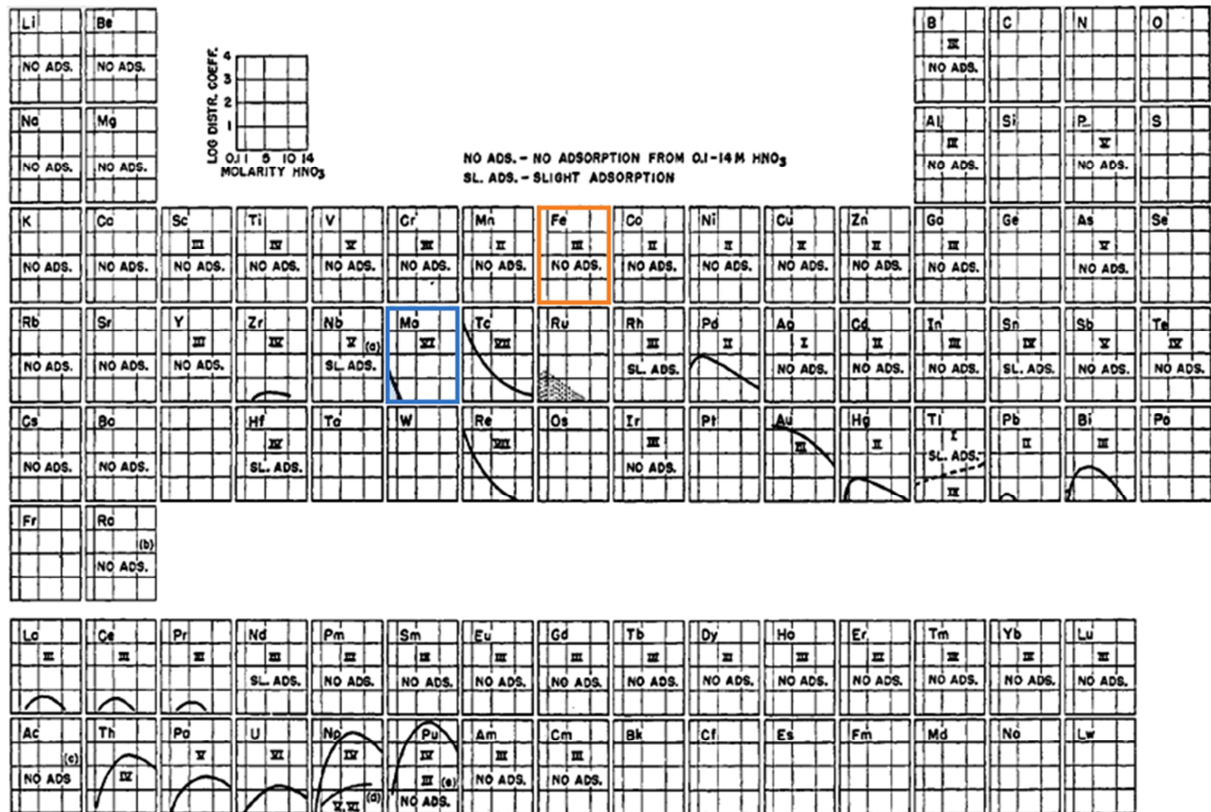 Li Be B C N O
III
NO ADS. NO ADS. NO ADS.
4
3
2
1
LOG DISTR. COEFF.
0.1 1 5 10 14
MOLARITY HNO3
Na Mg Al Si P S
III V
NO ADS. NO ADS. NO ADS. NO ADS.
NO ADS. - NO ADSORPTION FROM 0.1-14 M HNO3
SL. ADS. - SLIGHT ADSORPTION
K Ca Sc Ti V Cr Mn Fe Co Ni Cu Zn Ga Ge As Se
III IV V III II III II II II II III V
NO ADS. NO ADS. NO ADS. NO ADS. NO ADS. NO ADS. NO ADS. NO ADS. NO ADS. NO ADS. NO ADS. NO ADS. NO ADS. NO ADS.
Rb Sr Y Zr Nb Mo Tc Ru Rh Pd Ag Cd In Sn Sb Te
III IV V (a) VI VII III II I II III IV V IV
NO ADS. NO ADS. NO ADS. SL. ADS. SL. ADS. NO ADS. NO ADS. NO ADS. SL. ADS. NO ADS. NO ADS.
Cs Ba Hf Ta W Re Os Ir Pt Au Hg Tl Pb Bi Po
IV VII III III II I II III
NO ADS. NO ADS. SL. ADS. NO ADS. SL. ADS.
III
Fr Ra
(b)
NO ADS.
La Ce Pr Nd Pm Sm Eu Gd Tb Dy Ho Er Tm Yb Lu
III III III III III III III III III III III III III III III
SL. ADS. NO ADS. NO ADS. NO ADS. NO ADS. NO ADS. NO ADS. NO ADS. NO ADS. NO ADS. NO ADS. NO ADS.
Ac Th Pa U Np Pu Am Cm Bk Cf Es Fm Md No Lw
(c) V VI IV IV III III
NO ADS IV III (e) NO ADS. NO ADS.
V, VI (d) NO ADS.